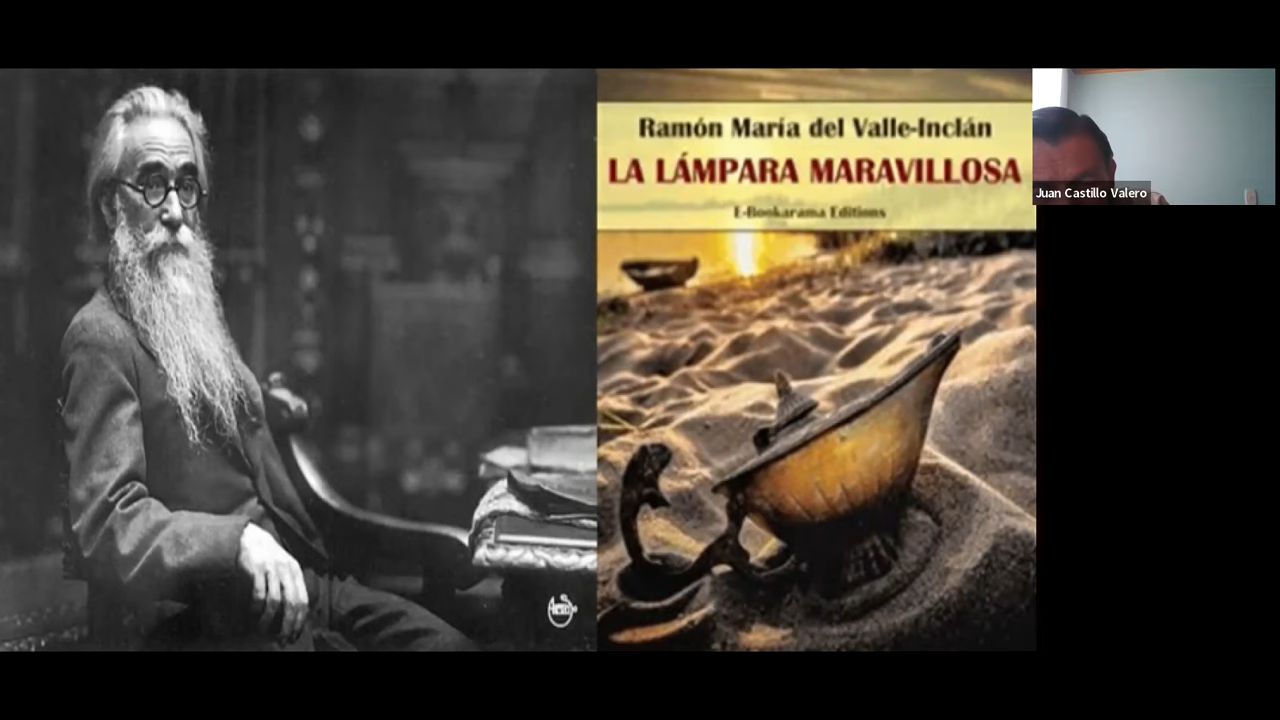 Ramón María del Valle-Inclán
LA LÁMPARA MARAVILLOSA
E-Bookarama Editions
Juan Castillo Valero